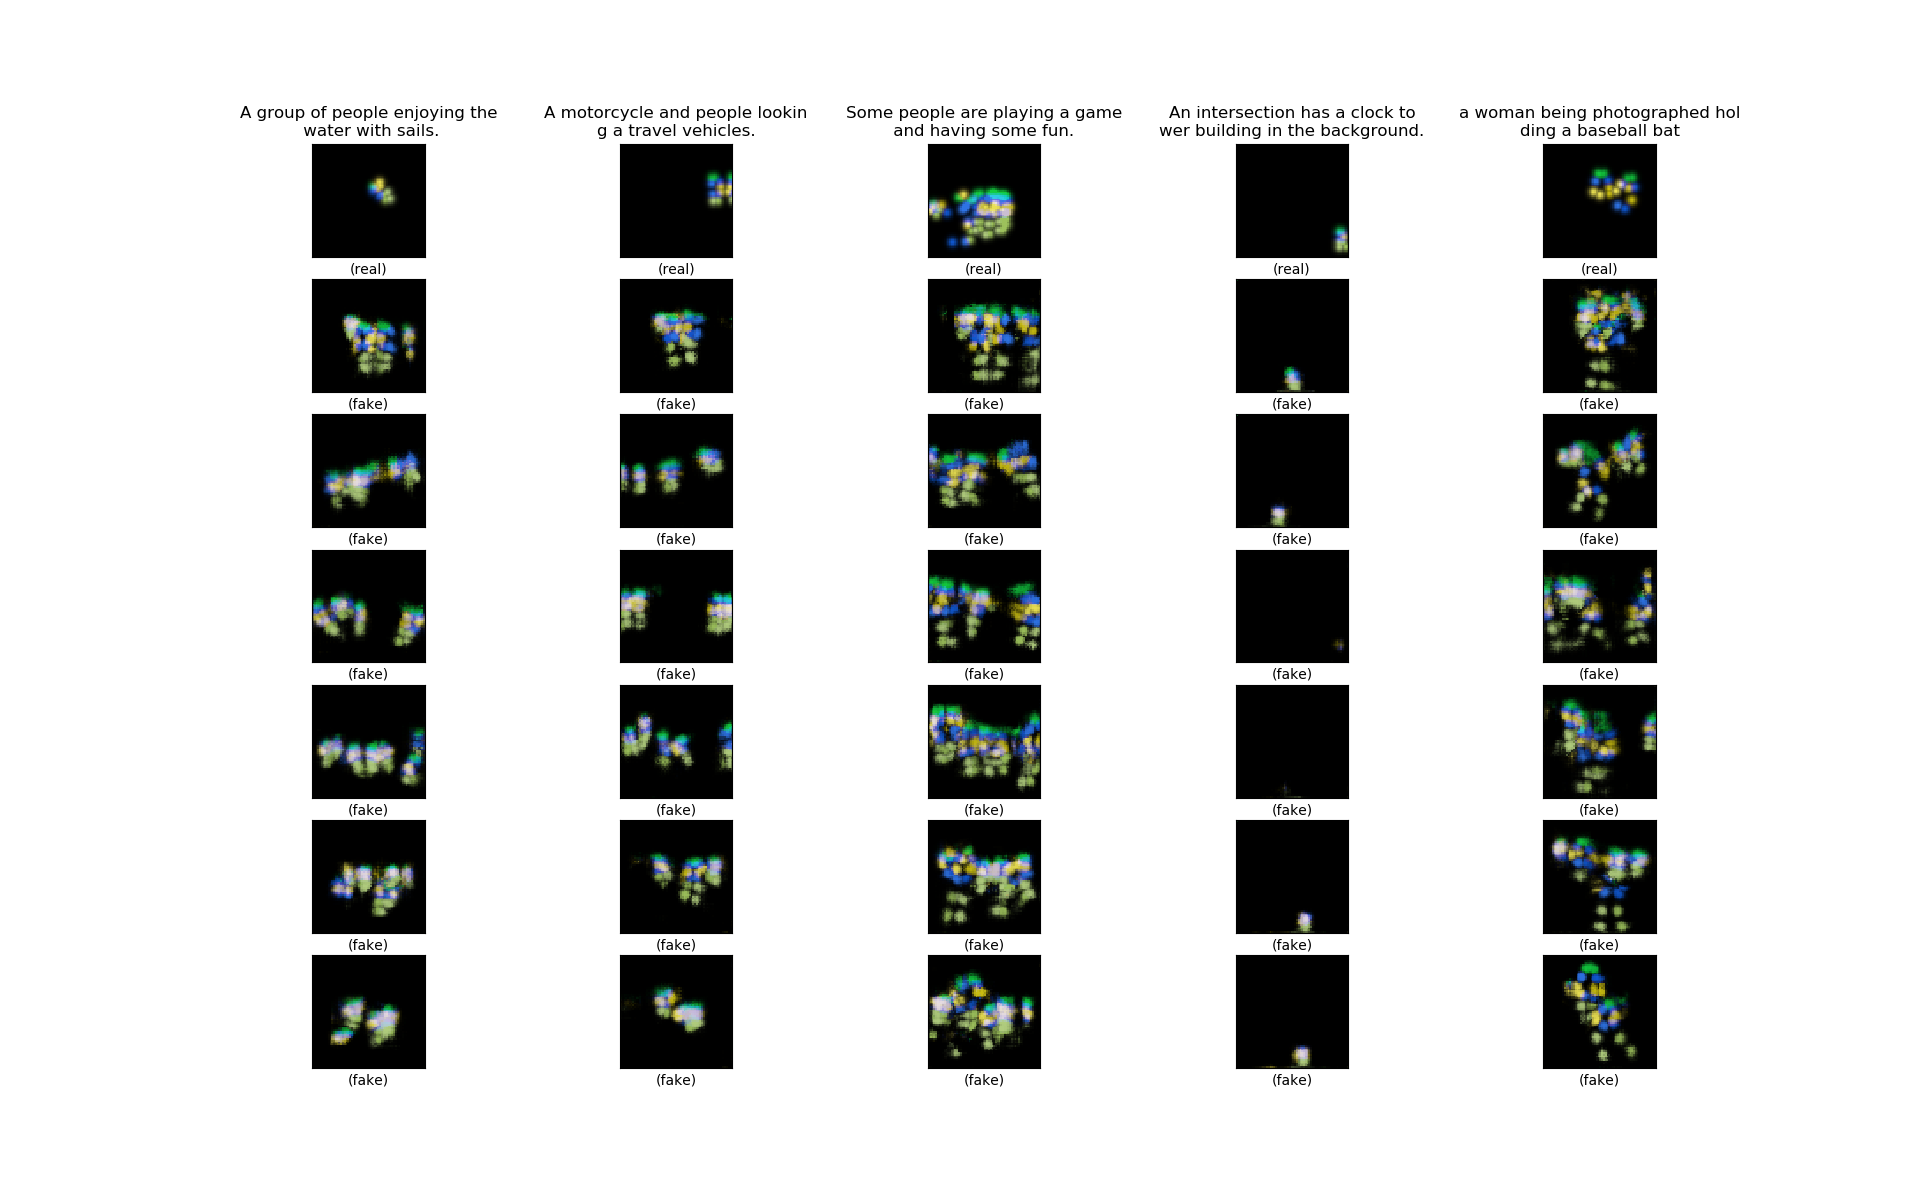 A group of people enjoying the
water with sails.
A motorcycle and people lookin
g a travel vehicles.
Some people are playing a game
and having some fun.
An intersection has a clock to
wer building in the background.
a woman being photographed hol
ding a baseball bat
(real) (real) (real) (real) (real)
(fake) (fake) (fake) (fake) (fake)
(fake) (fake) (fake) (fake) (fake)
(fake) (fake) (fake) (fake) (fake)
(fake) (fake) (fake) (fake) (fake)
(fake) (fake) (fake) (fake) (fake)
(fake) (fake) (fake) (fake) (fake)